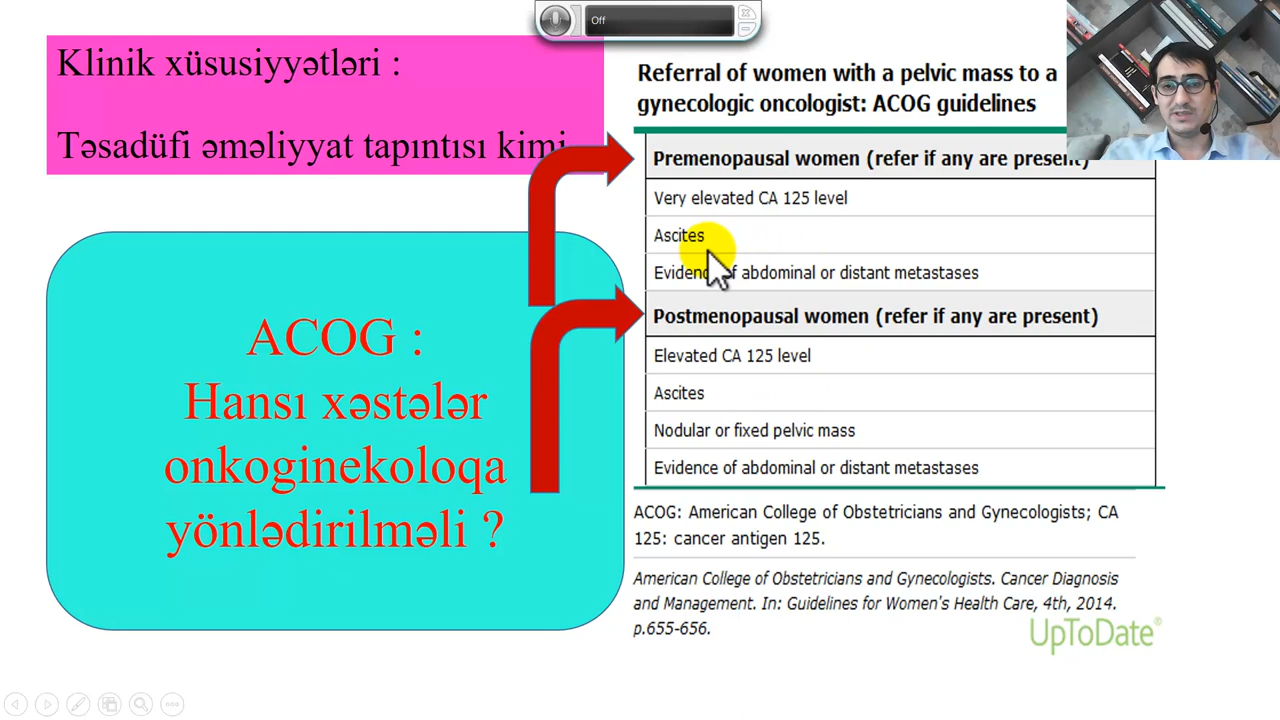 Off
Klinik xüsusiyyətləri :
Təsadüfi əməliyyat tapıntısı kimi
ACOG :
Hansı xəstələr
onkoginekoloqa
yönlədirilməli ?
Referral of women with a pelvic mass to a
gynecologic oncologist: ACOG guidelines
Premenopausal women (refer if any are present)
Very elevated CA 125 level
Ascites
Evidence of abdominal or distant metastases
Postmenopausal women (refer if any are present)
Elevated CA 125 level
Ascites
Nodular or fixed pelvic mass
Evidence of abdominal or distant metastases
ACOG: American College of Obstetricians and Gynecologists; CA
125: cancer antigen 125.
American College of Obstetricians and Gynecologists. Cancer Diagnosis
and Management. In: Guidelines for Women's Health Care, 4th, 2014.
p.655-656.
UpToDate®